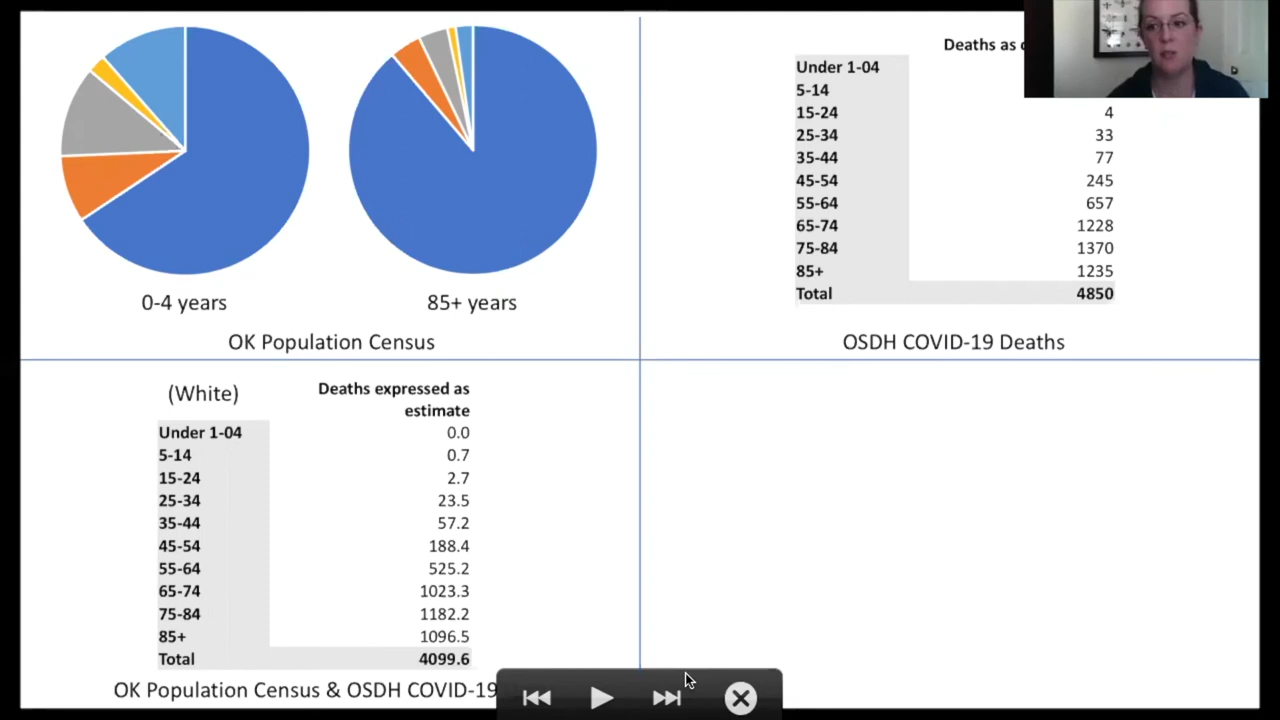 0-4 years
85+ years
OK Population Census
Deaths as
Under 1-04
5-14
15-24 4
25-34 33
35-44 77
45-54 245
55-64 657
65-74 1228
75-84 1370
85+ 1235
Total 4850
OSDH COVID-19 Deaths
(White)
Deaths expressed as
estimate
Under 1-04 0.0
5-14 0.7
15-24 2.7
25-34 23.5
35-44 57.2
45-54 188.4
55-64 525.2
65-74 1023.3
75-84 1182.2
85+ 1096.5
Total 4099.6
OK Population Census & OSDH COVID-19